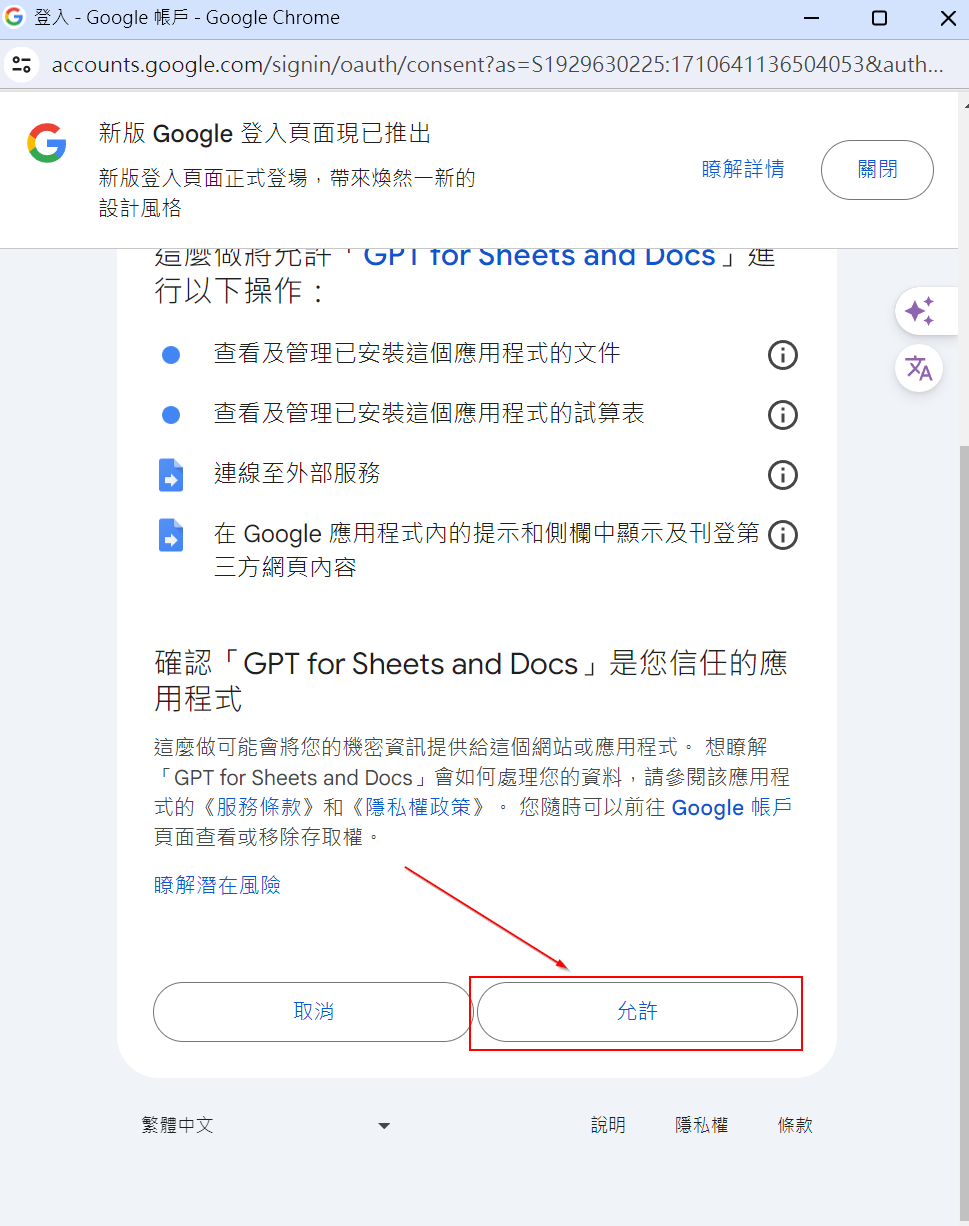 登入 - Google 帳戶 - Google Chrome
accounts.google.com/signin/oauth/consent?as=S1929630225:1710641136504053&auth...
新版 Google 登入頁面現已推出
新版登入頁面正式登場，帶來煥然一新的
設計風格
瞭解詳情
關閉
這麼做將允許「GPT for Sheets and Docs」進
行以下操作：
查看及管理已安裝這個應用程式的文件
查看及管理已安裝這個應用程式的試算表
連線至外部服務
在 Google 應用程式內的提示和側欄中顯示及刊登第
三方網頁內容
確認「GPT for Sheets and Docs」是您信任的應
用程式
這麼做可能會將您的機密資訊提供給這個網站或應用程式。 想瞭解
「GPT for Sheets and Docs」會如何處理您的資料，請參閱該應用程
式的《服務條款》和《隱私權政策》。 您隨時可以前往 Google 帳戶
頁面查看或移除存取權。
瞭解潛在風險
取消
允許
繁體中文
說明
隱私權
條款